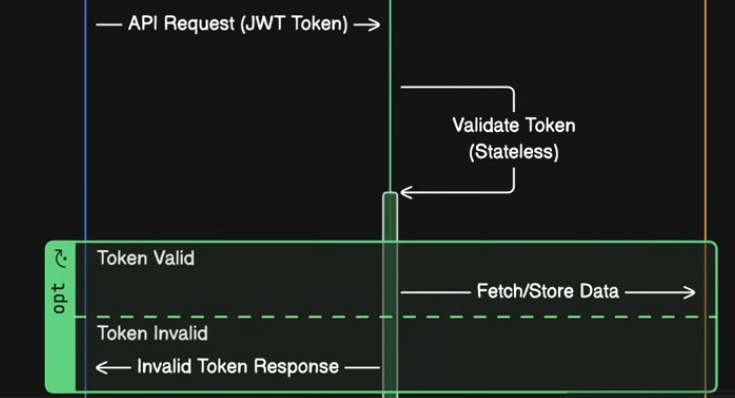 API Request (JWT Token)
Validate Token
(Stateless)
opt
Token Valid
Fetch/Store Data
Token Invalid
Invalid Token Response